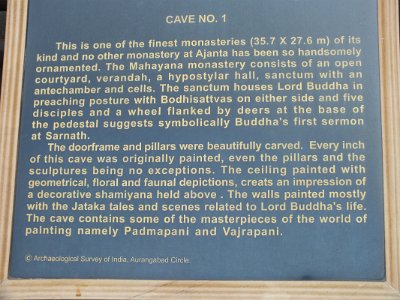 CAVE NO. 1
This is one of the finest monasteries (35.7 X 27.6 m) of its
kind and no other monastery at Ajanta has been so handsomely
ornamented. The Mahayana monastery consists of an open
courtyard, verandah, a hypostylar hall, sanctum with an
antechamber and cells. The sanctum houses Lord Buddha in
preaching posture with Bodhisattvas on either side and five
disciples and a wheel flanked by deers at the base of
the pedestal suggests symbolically Buddha's first sermon
at Sarnath.
The doorframe and pillars were beautifully carved. Every inch
of this cave was originally painted, even the pillars and the
sculptures being no exceptions. The ceiling painted with
geometrical, floral and faunal depictions, creats an impression of
a decorative shamiyana held above . The walls painted mostly
with the Jataka tales and scenes related to Lord Buddha's life.
The cave contains some of the masterpieces of the world of
painting namely Padmapani and Vajrapani.
© Archaeological Survey of India, Aurangabed Circle.